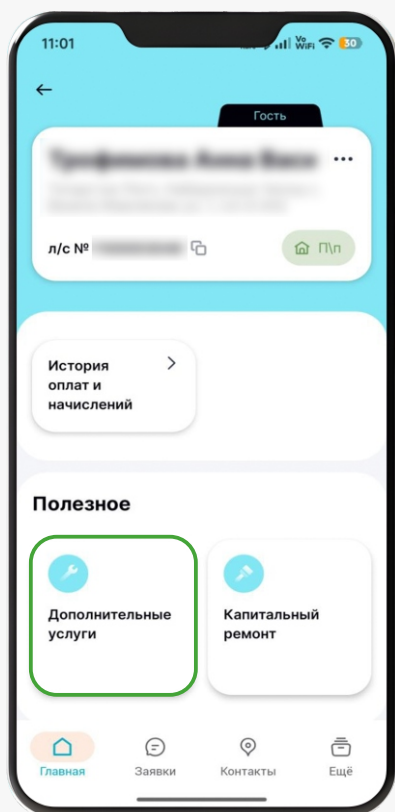 11:01
Vo
WiFi
30
Гость
л/с №
П\п
История
оплат и
начислений
Полезное
Дополнительные
услуги
Капитальный
ремонт
Главная
Заявки
Контакты
Ещё